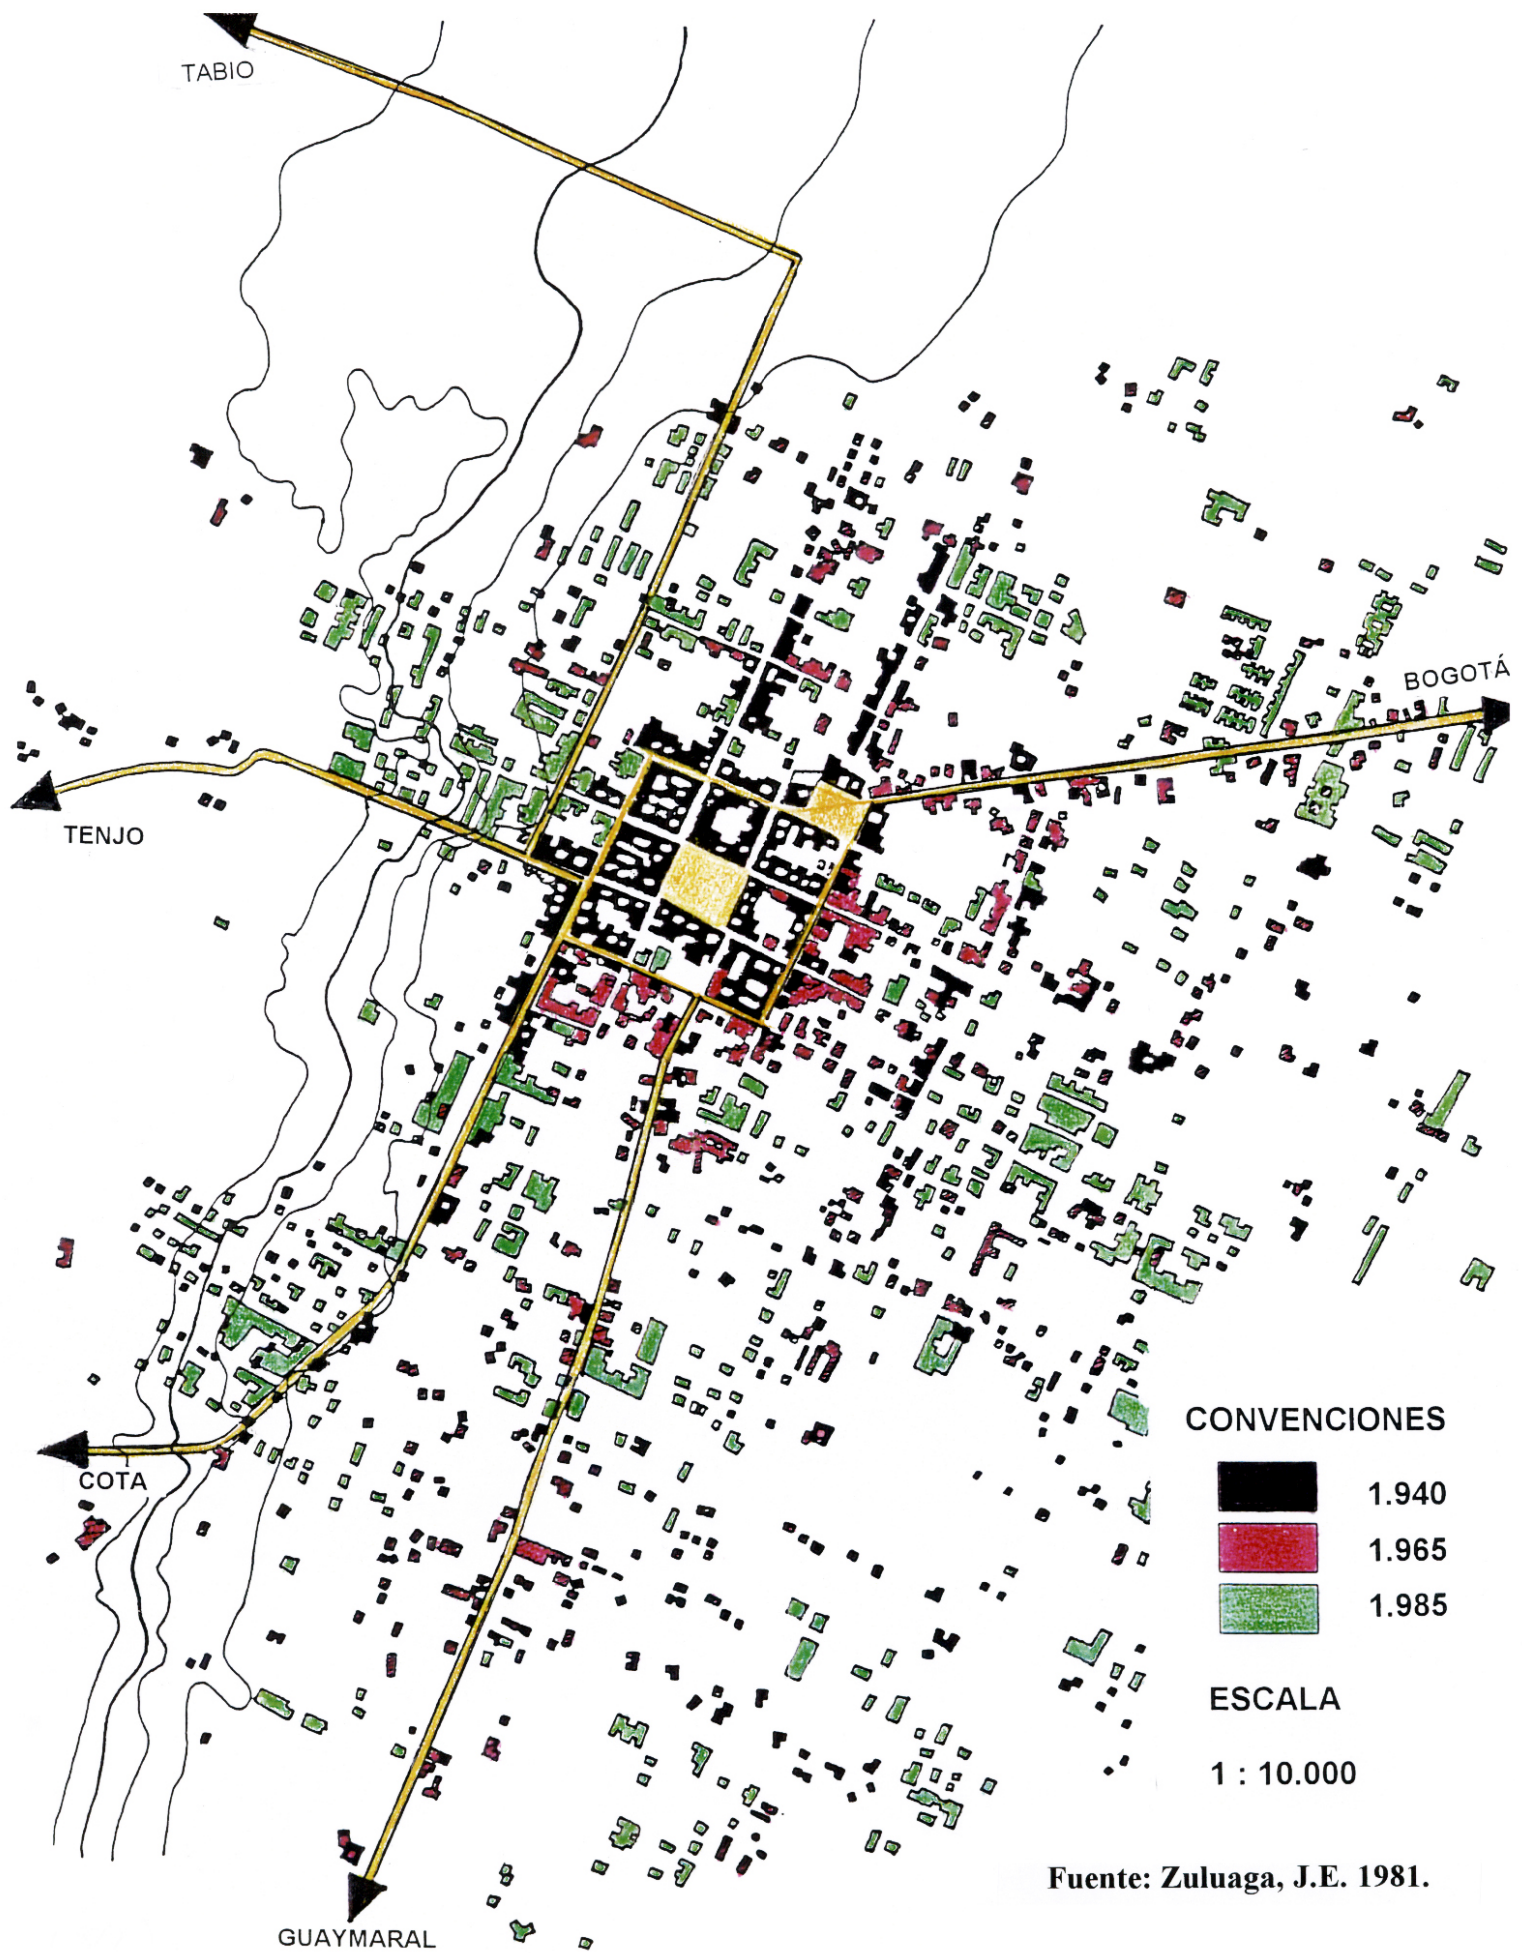 TABIO
BOGOTÁ
TENJO
CONVENCIONES
1.940
1.965
1.985
COTA
ESCALA
1 : 10.000
Fuente: Zuluaga, J.E. 1981.
GUAYMARAL